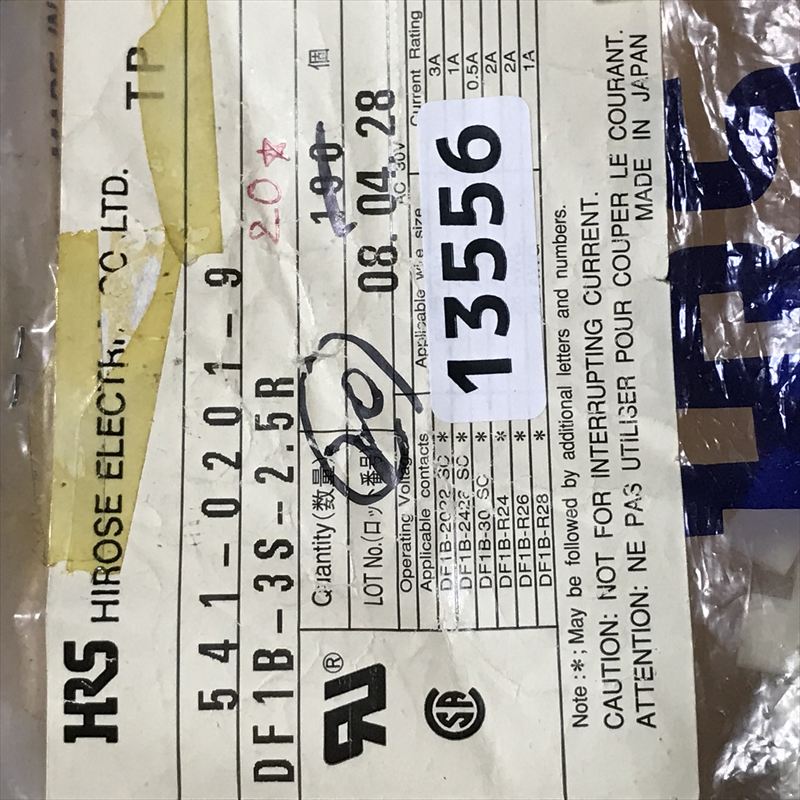 HRS HIROSE ELECTRIC CO.,LTD. TP
541-0201-9
DF1B-3S-2.5R 20*
Quantity(数量) 100 個
LOT No.(ロット番号) 08.04.28
201
Operating Voltage AC 30V
Applicable contacts Applicable wire size Current Rating
DF1B-2022 SC * 3A
DF1B-2428 SC * 1A
DF1B-30 SC * 0.5A
DF1B-R24 * 2A
DF1B-R26 * 2A
DF1B-R28 * 1A
13556
Note :*; May be followed by additional letters and numbers.
CAUTION: NOT FOR INTERRUPTING CURRENT.
ATTENTION: NE PAS UTILISER POUR COUPER LE COURANT.
MADE IN JAPAN
HRS